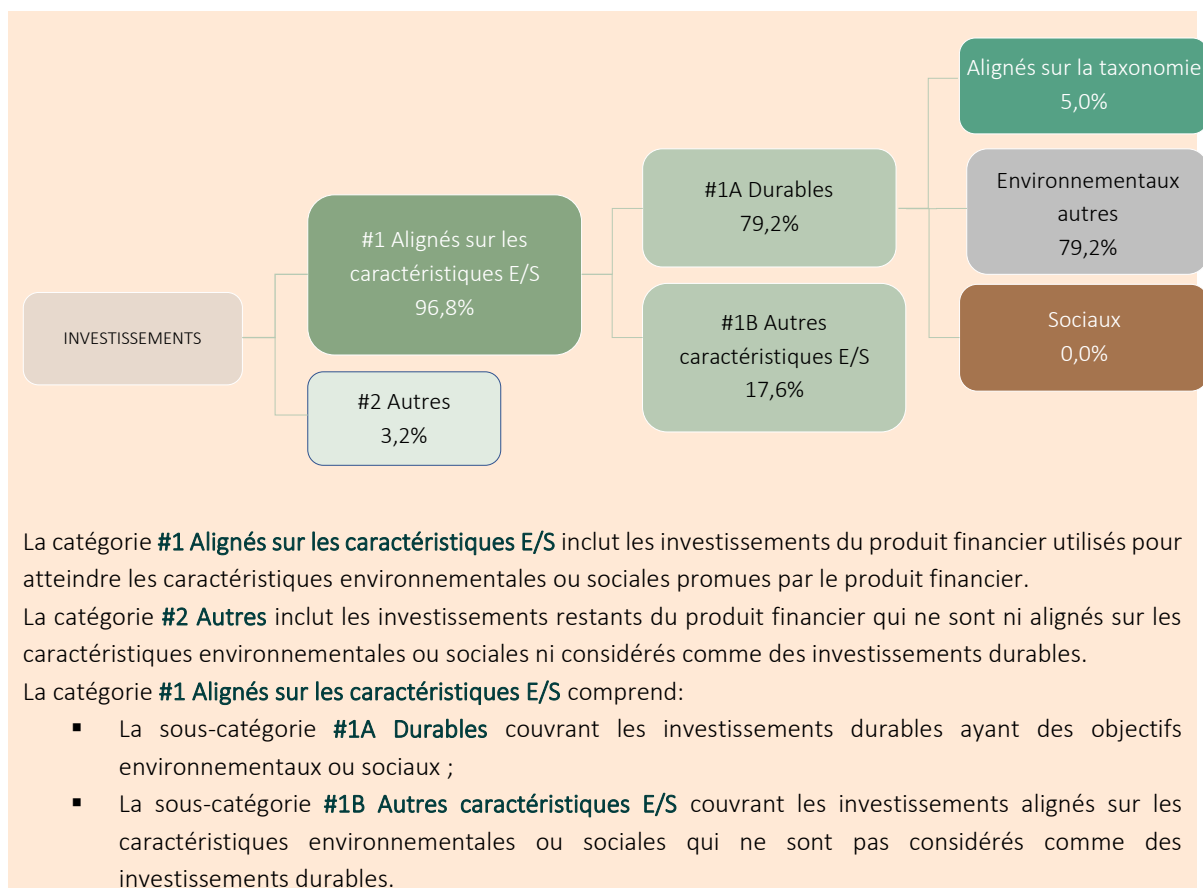 INVESTISSEMENTS
#1 Alignés sur les
caractéristiques E/S
96,8%
#2 Autres
3,2%
#1A Durables
79,2%
#1B Autres
caractéristiques E/S
17,6%
Alignés sur la taxonomie
5,0%
Environnementaux
autres
79,2%
Sociaux
0,0%
La catégorie #1 Alignés sur les caractéristiques E/S inclut les investissements du produit financier utilisés pour
atteindre les caractéristiques environnementales ou sociales promues par le produit financier.
La catégorie #2 Autres inclut les investissements restants du produit financier qui ne sont ni alignés sur les
caractéristiques environnementales ou sociales ni considérés comme des investissements durables.
La catégorie #1 Alignés sur les caractéristiques E/S comprend:
▪ La sous-catégorie #1A Durables couvrant les investissements durables ayant des objectifs
environnementaux ou sociaux ;
▪ La sous-catégorie #1B Autres caractéristiques E/S couvrant les investissements alignés sur les
caractéristiques environnementales ou sociales qui ne sont pas considérés comme des
investissements durables.